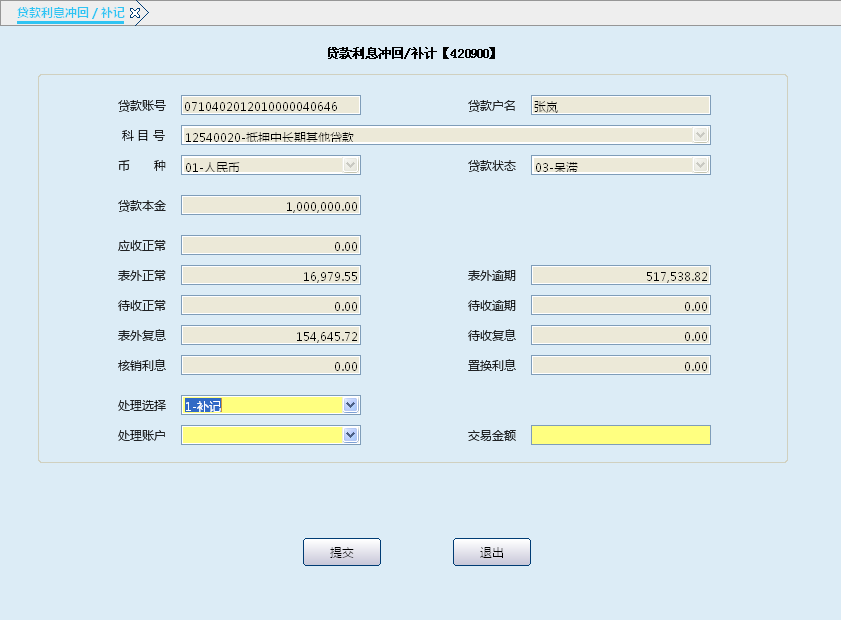 贷款利息冲回 / 补记
贷款利息冲回/补计【420900】
贷款账号 0710402012010000040646 贷款户名 张岚
科 目 号 12540020-抵押中长期其他贷款
币 种 01-人民币 贷款状态 03-呆滞
贷款本金 1,000,000.00
应收正常 0.00
表外正常 16,979.55 表外逾期 517,538.82
待收正常 0.00 待收逾期 0.00
表外复息 154,645.72 待收复息 0.00
核销利息 0.00 置换利息 0.00
处理选择 1-补记
处理账户 交易金额
提交 退出